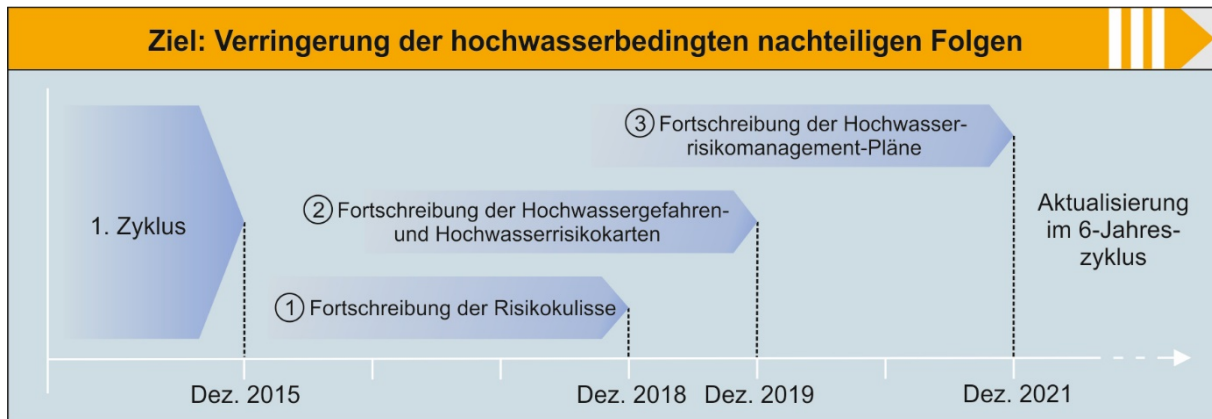 Ziel: Verringerung der hochwasserbedingten nachteiligen Folgen
3 Fortschreibung der Hochwasser-
risikomanagement-Pläne
1. Zyklus
2 Fortschreibung der Hochwassergefahren-
und Hochwasserrisikokarten
Aktualisierung
im 6-Jahres-
zyklus
1 Fortschreibung der Risikokulisse
Dez. 2015
Dez. 2018
Dez. 2019
Dez. 2021